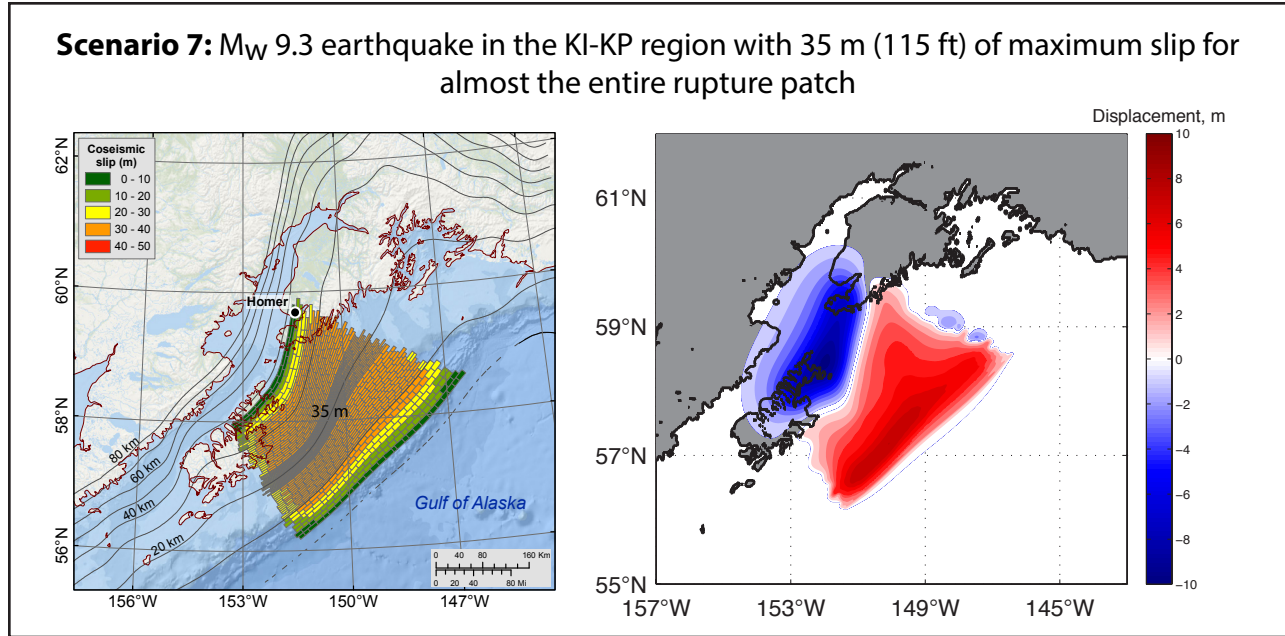 Scenario 7: MW 9.3 earthquake in the KI-KP region with 35 m (115 ft) of maximum slip for
almost the entire rupture patch
Coseismic
slip (m)
0 - 10
10 - 20
20 - 30
30 - 40
40 - 50
62°N
60°N
58°N
56°N
Homer
35 m
80 km
60 km
40 km
20 km
Gulf of Alaska
0 40 80 160 Km
0 20 40 80 Mi
156°W
153°W
150°W
147°W
Displacement, m
10
8
6
4
2
0
−2
−4
−6
−8
−10
61°N
59°N
57°N
55°N
157°W
153°W
149°W
145°W